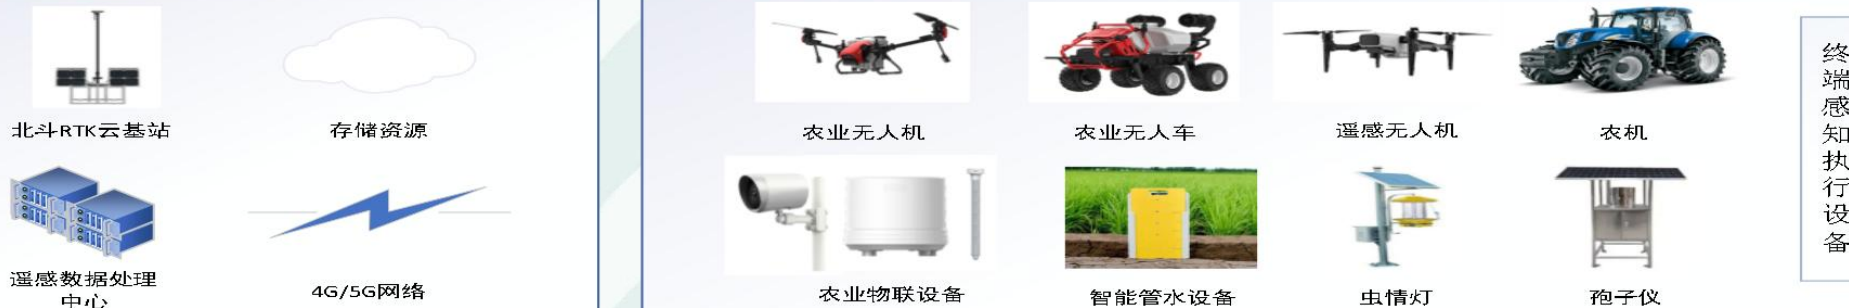 北斗RTK云基站
存储资源
遥感数据处理
中心
4G/5G网络
农业无人机
农业无人车
遥感无人机
农机
农业物联设备
智能管水设备
虫情灯
孢子仪
终
端
感
知
执
行
设
备